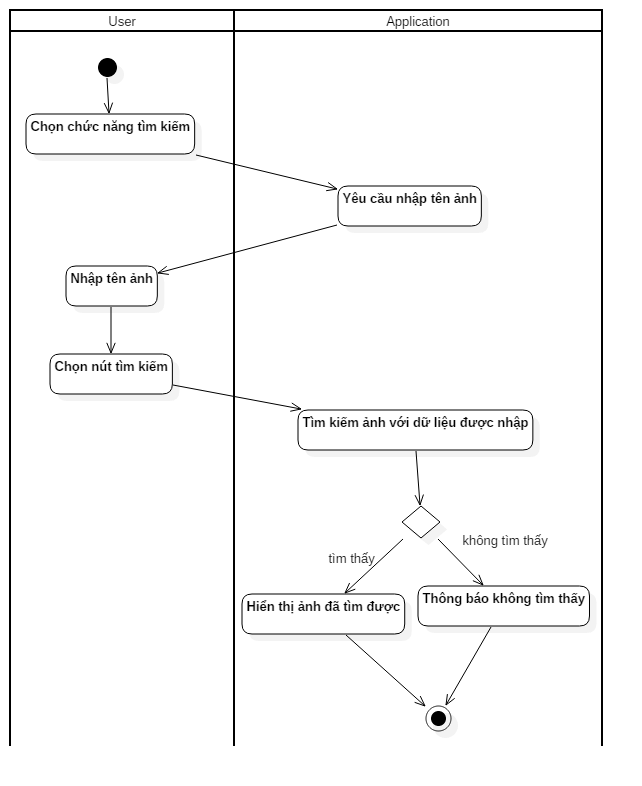 User
Application
Chọn chức năng tìm kiếm
Yêu cầu nhập tên ảnh
Nhập tên ảnh
Chọn nút tìm kiếm
Tìm kiếm ảnh với dữ liệu được nhập
không tìm thấy
tìm thấy
Hiển thị ảnh đã tìm được
Thông báo không tìm thấy